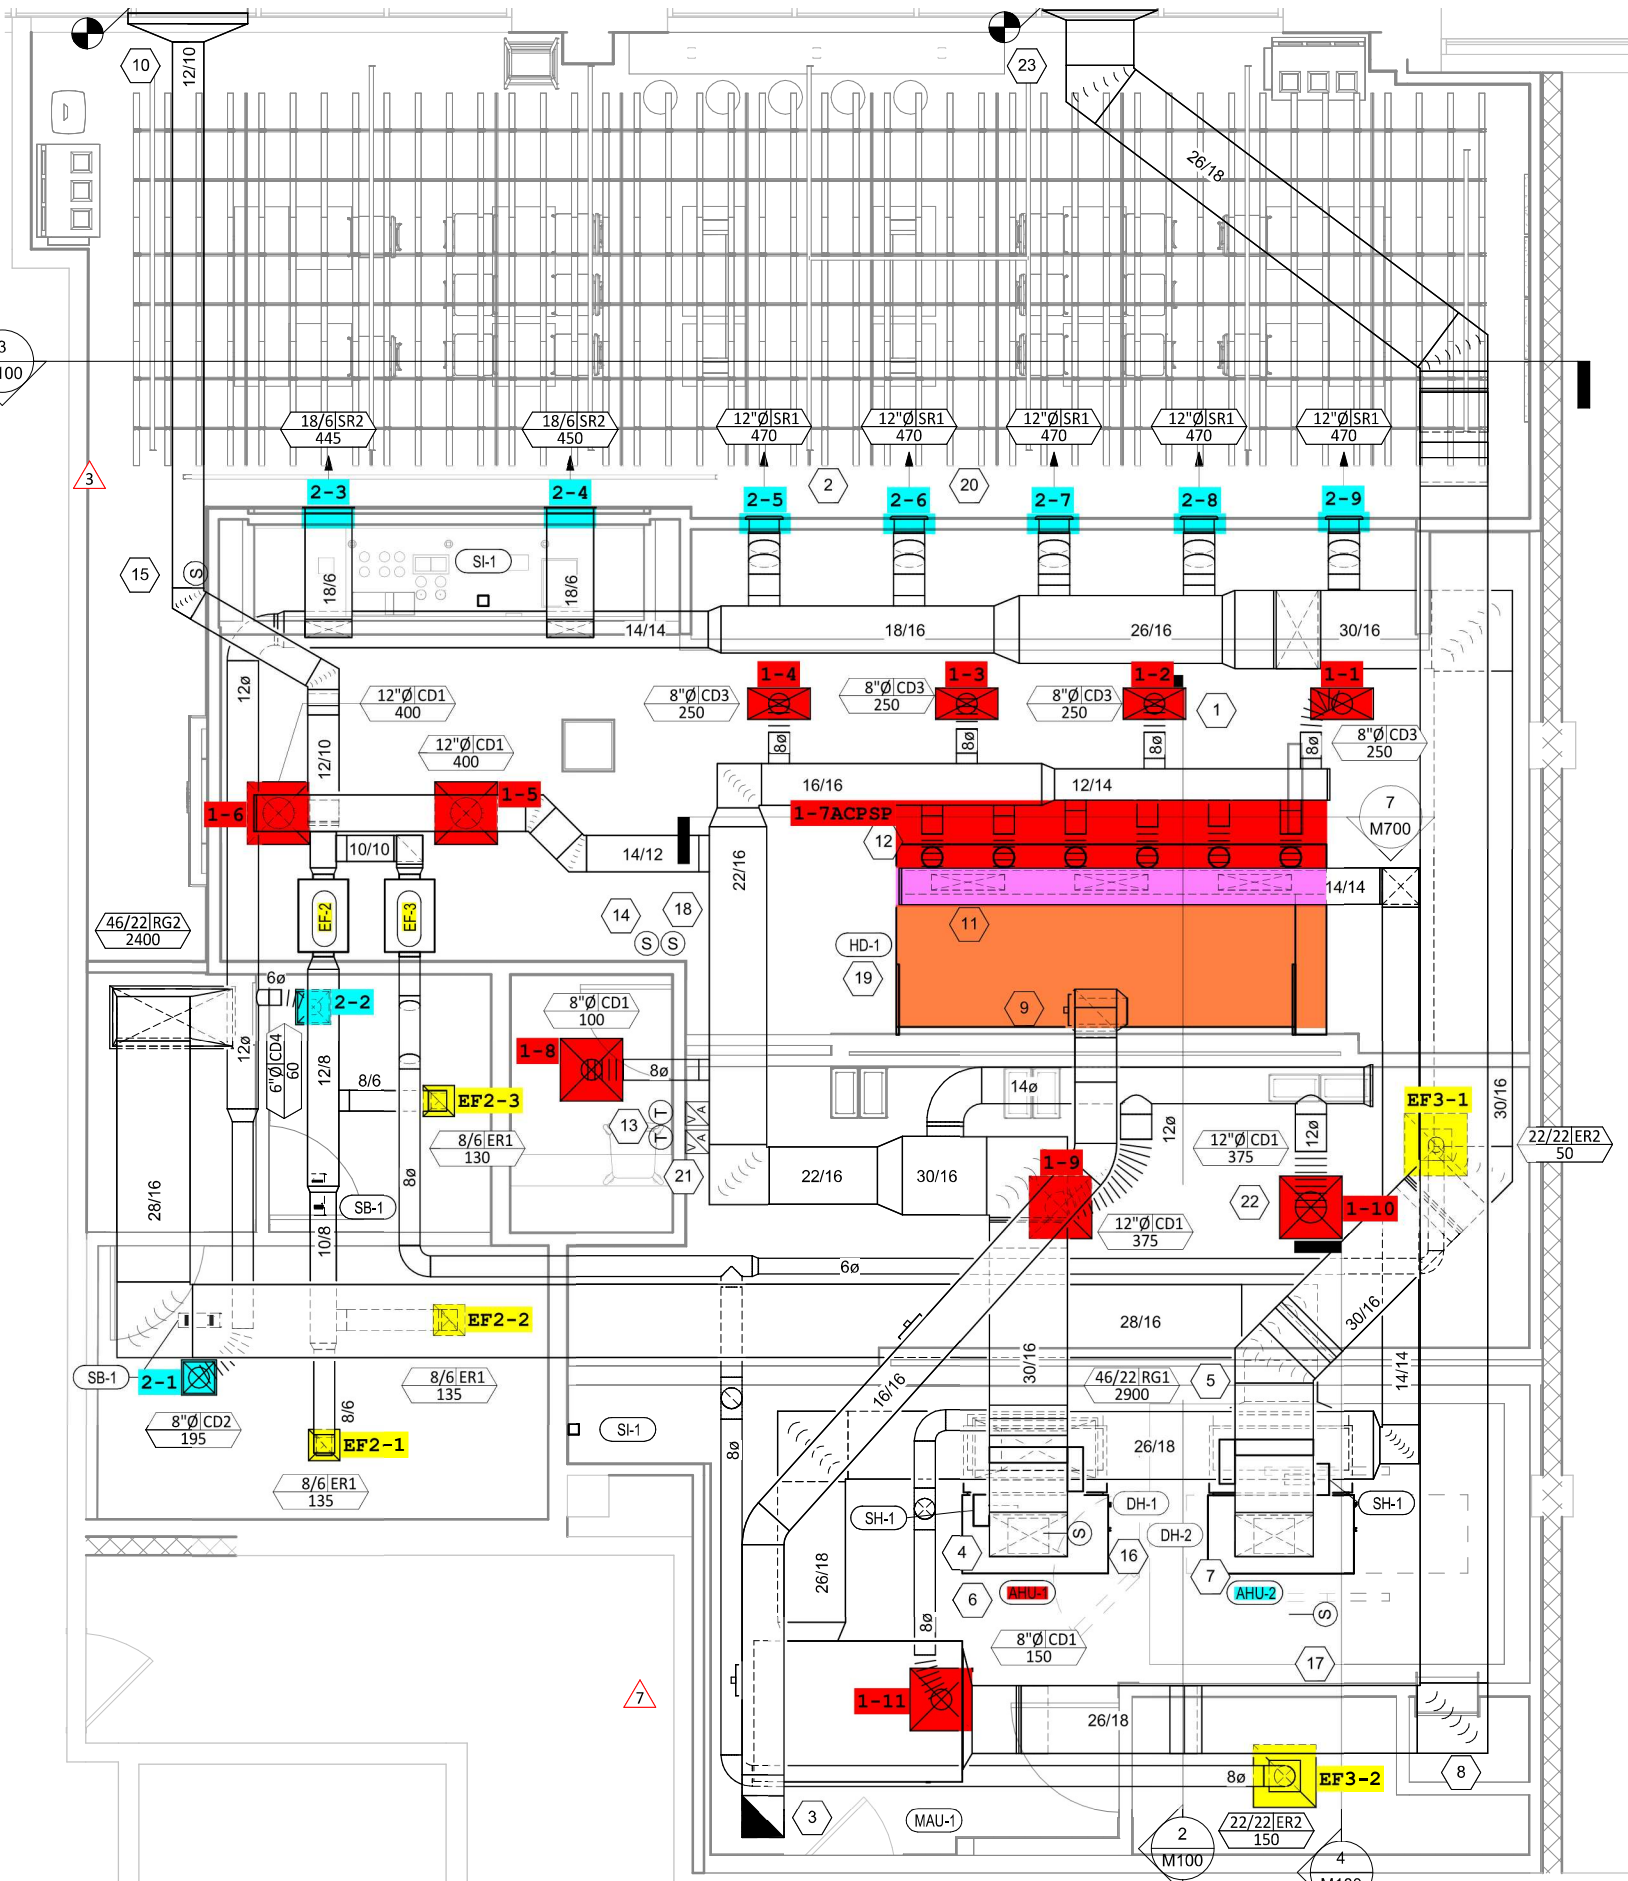 10
12/10
23
26/18
3
100
18/6 SR2
445
18/6 SR2
450
12"Ø SR1
470
12"Ø SR1
470
12"Ø SR1
470
12"Ø SR1
470
12"Ø SR1
470
3
2-3
2-4
2-5
2
2-6
20
2-7
2-8
2-9
15
S
SI-1
18/6
18/6
14/14
18/16
26/16
30/16
12ø
12"Ø CD1
400
8"Ø CD3
250
1-4
8"Ø CD3
250
1-3
8"Ø CD3
250
1-2
1
1-1
8"Ø CD3
250
12/10
12"Ø CD1
400
8ø
8ø
8ø
8ø
16/16
12/14
1-6
1-5
1-7ACPSP
7
M700
10/10
14/12
22/16
12
14/14
EF-2
EF-3
46/22 RG2
2400
14
18
S
S
HD-1
11
19
9
6ø
2-2
12ø
6"Ø CD4
60
12/8
8"Ø CD1
100
1-8
8ø
8/6
EF2-3
8/6 ER1
130
13
T
T
V
A
V
A
14ø
12ø
12"Ø CD1
375
12ø
EF3-1
30/16
22/22 ER2
50
28/16
SB-1
8ø
10/8
21
22/16
30/16
1-9
12"Ø CD1
375
22
1-10
6ø
28/16
30/16
30/16
EF2-2
SB-1
2-1
8/6 ER1
135
8"Ø CD2
195
8/6
EF2-1
8/6 ER1
135
SI-1
8ø
16/16
46/22 RG1
2900
5
14/14
26/18
SH-1
DH-1
SH-1
S
DH-2
4
16
7
26/18
6
AHU-1
AHU-2
S
8ø
8"Ø CD1
150
17
7
1-11
26/18
8ø
EF3-2
8
3
MAU-1
22/22 ER2
150
2
M100
4